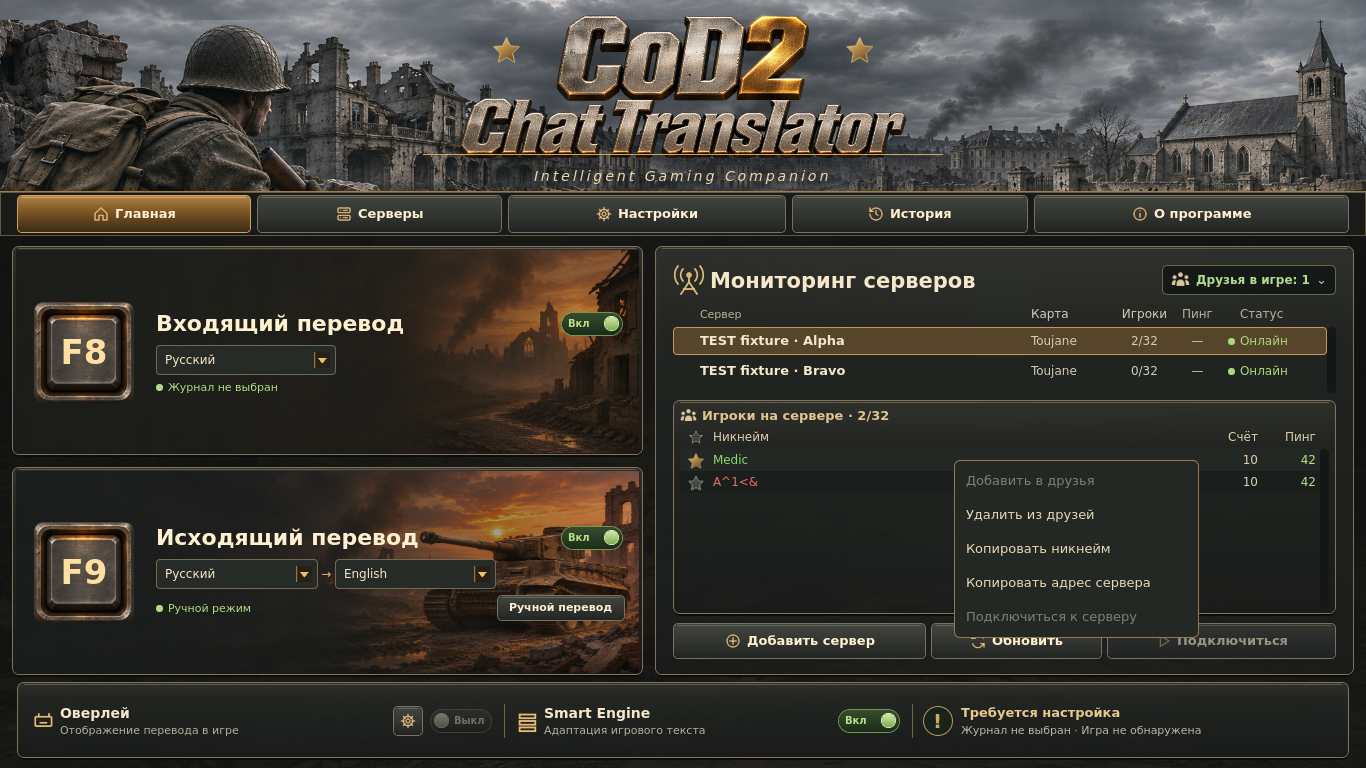 CoD2
Chat Translator
Intelligent Gaming Companion
Главная
Серверы
Настройки
История
О программе
F8
Входящий перевод
Вкл
Русский
Журнал не выбран
F9
Исходящий перевод
Вкл
Русский → English
Ручной режим
Ручной перевод
Мониторинг серверов
Друзья в игре: 1
Сервер Карта Игроки Пинг Статус
TEST fixture · Alpha Toujane 2/32 — Онлайн
TEST fixture · Bravo Toujane 0/32 — Онлайн
Игроки на сервере · 2/32
Никнейм Счёт Пинг
Medic 10 42
A^1<& 10 42
Добавить в друзья
Удалить из друзей
Копировать никнейм
Копировать адрес сервера
Подключиться к серверу
Добавить сервер
Обновить
Подключиться
Оверлей
Отображение перевода в игре
Выкл
Smart Engine
Адаптация игрового текста
Вкл
!
Требуется настройка
Журнал не выбран · Игра не обнаружена